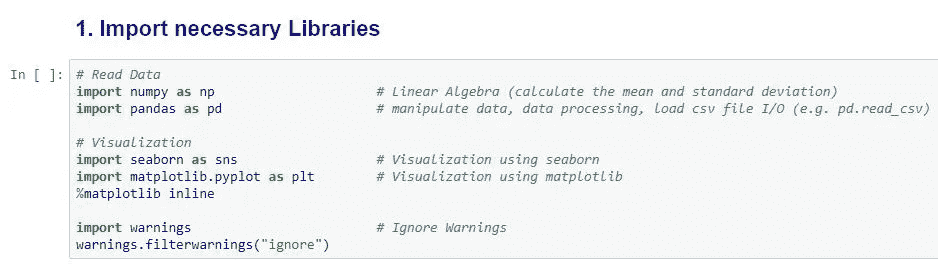 1. Import necessary Libraries
In [ ]: # Read Data
import numpy as np # Linear Algebra (calculate the mean and standard deviation)
import pandas as pd # manipulate data, data processing, load csv file I/O (e.g. pd.read_csv)
# Visualization
import seaborn as sns # Visualization using seaborn
import matplotlib.pyplot as plt # Visualization using matplotlib
%matplotlib inline
import warnings # Ignore Warnings
warnings.filterwarnings("ignore")